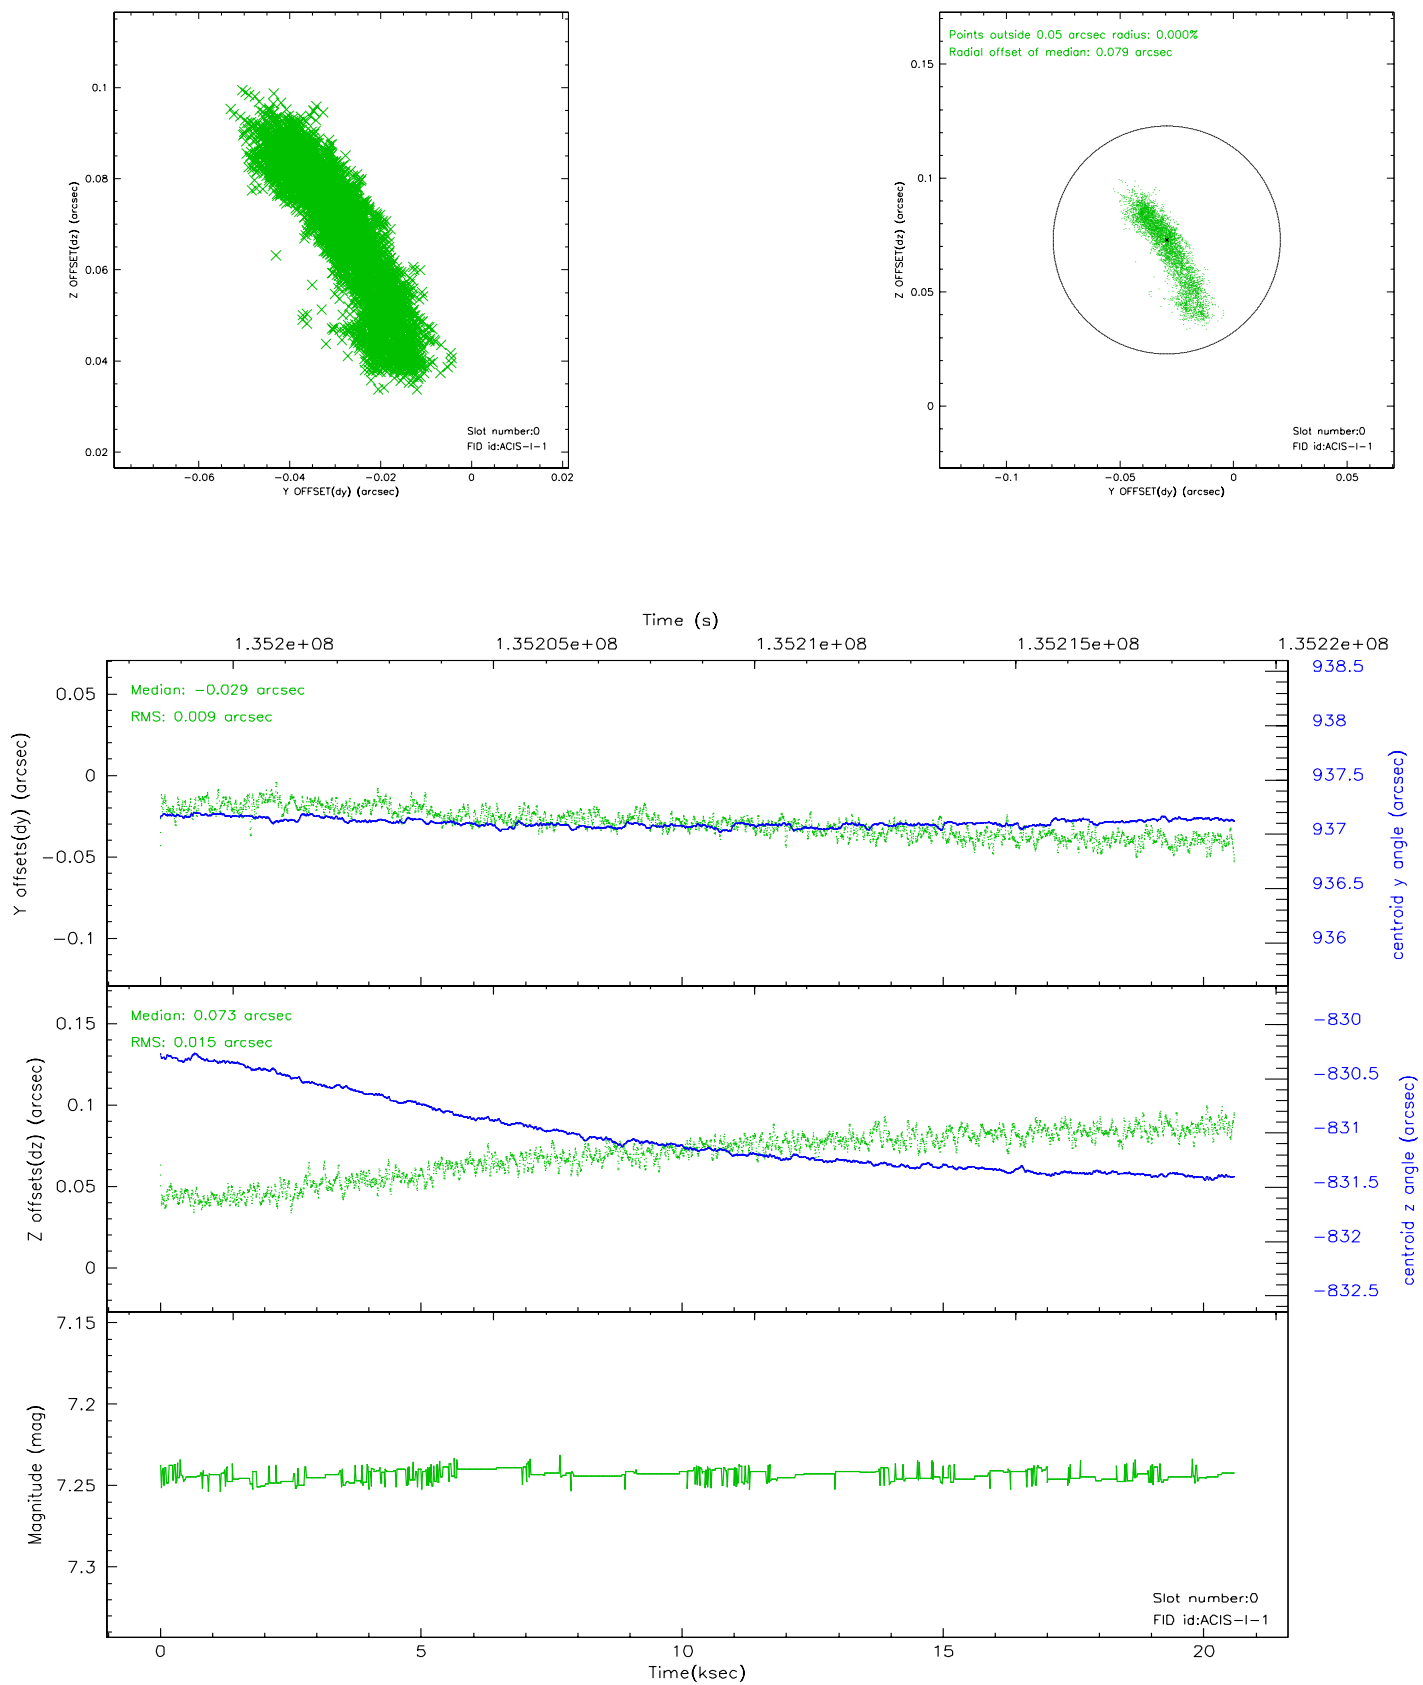 0.1
0.08
0.06
0.04
0.02
Z OFFSET(dz) (arcsec)
Slot number:0
FID id:ACIS-I-1
-0.06
-0.04
-0.02
0
0.02
Y OFFSET(dy) (arcsec)
Points outside 0.05 arcsec radius: 0.000%
Radial offset of median: 0.079 arcsec
0.15
0.1
0.05
0
Z OFFSET(dz) (arcsec)
Slot number:0
FID id:ACIS-I-1
-0.1
-0.05
0
0.05
Y OFFSET(dy) (arcsec)
Time (s)
1.352e+08
1.35205e+08
1.3521e+08
1.35215e+08
1.3522e+08
Median: -0.029 arcsec
RMS: 0.009 arcsec
0.05
0
-0.05
-0.1
Y offsets(dy) (arcsec)
938.5
938
937.5
937
936.5
936
centroid y angle (arcsec)
Median: 0.073 arcsec
RMS: 0.015 arcsec
0.15
0.1
0.05
0
Z offsets(dz) (arcsec)
-830
-830.5
-831
-831.5
-832
-832.5
centroid z angle (arcsec)
7.15
7.2
7.25
7.3
Magnitude (mag)
Slot number:0
FID id:ACIS-I-1
0
5
10
15
20
Time(ksec)